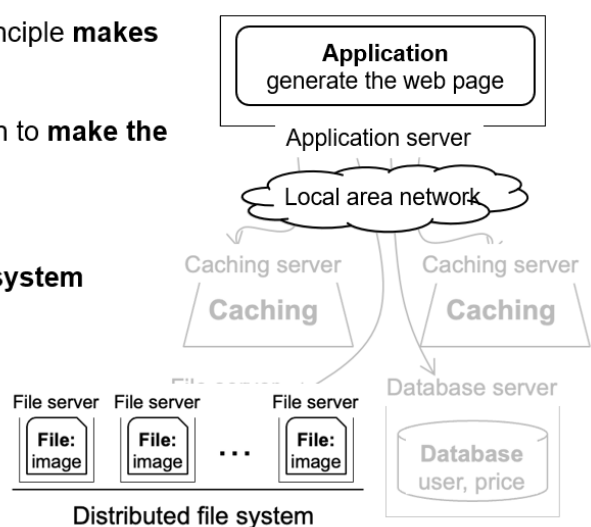 nciple makes
n to make the
system
Application
generate the web page
Application server
Local area network
Caching server
Caching
Caching server
Caching
Database server
Database
user, price
File server
File:
image
File server
File:
image
...
File server
File:
image
Distributed file system